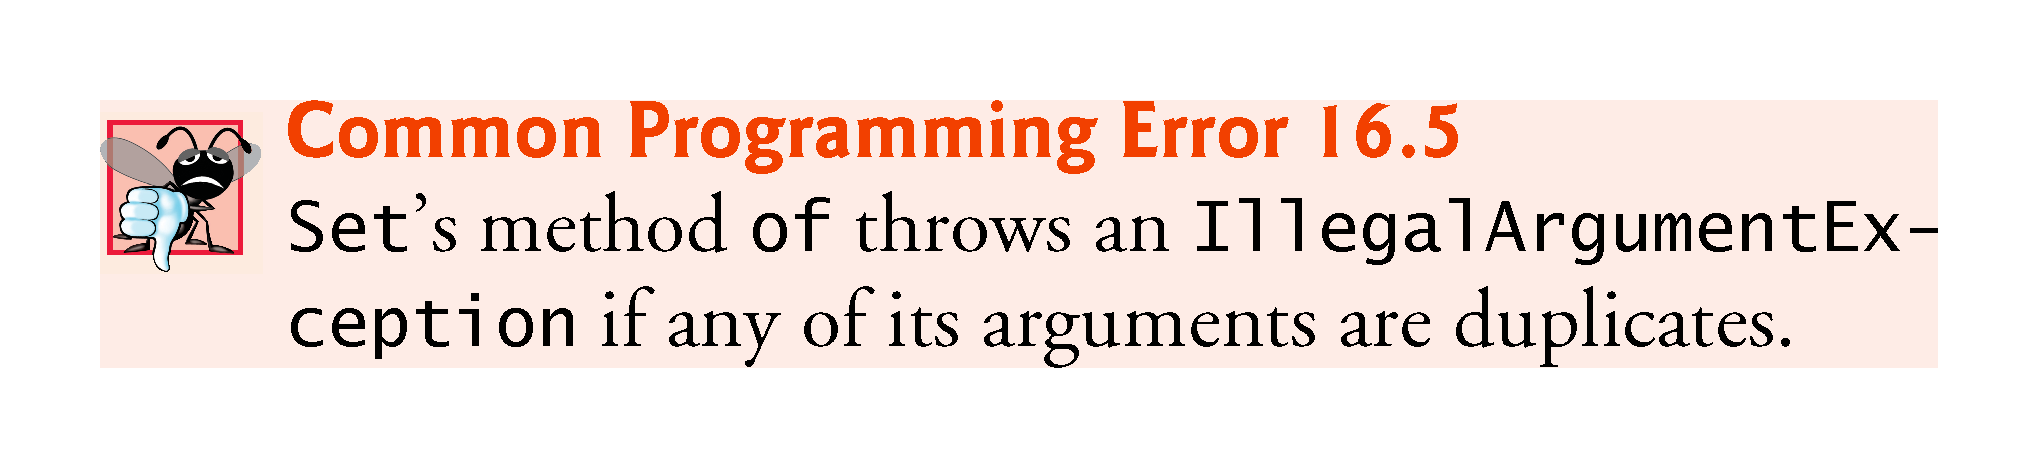 Common Programming Error 16.5
Set’s method of throws an IllegalArgumentEx-
ception if any of its arguments are duplicates.